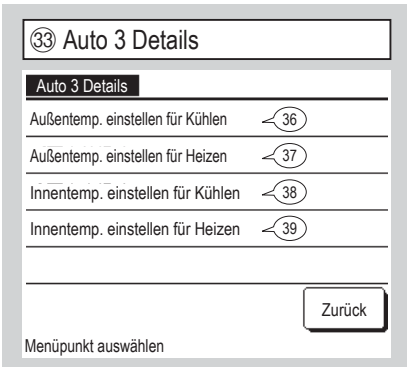 ㉝ Auto 3 Details
Auto 3 Details
Außentemp. einstellen für Kühlen 36
Außentemp. einstellen für Heizen 37
Innentemp. einstellen für Kühlen 38
Innentemp. einstellen für Heizen 39
Zurück
Menüpunkt auswählen